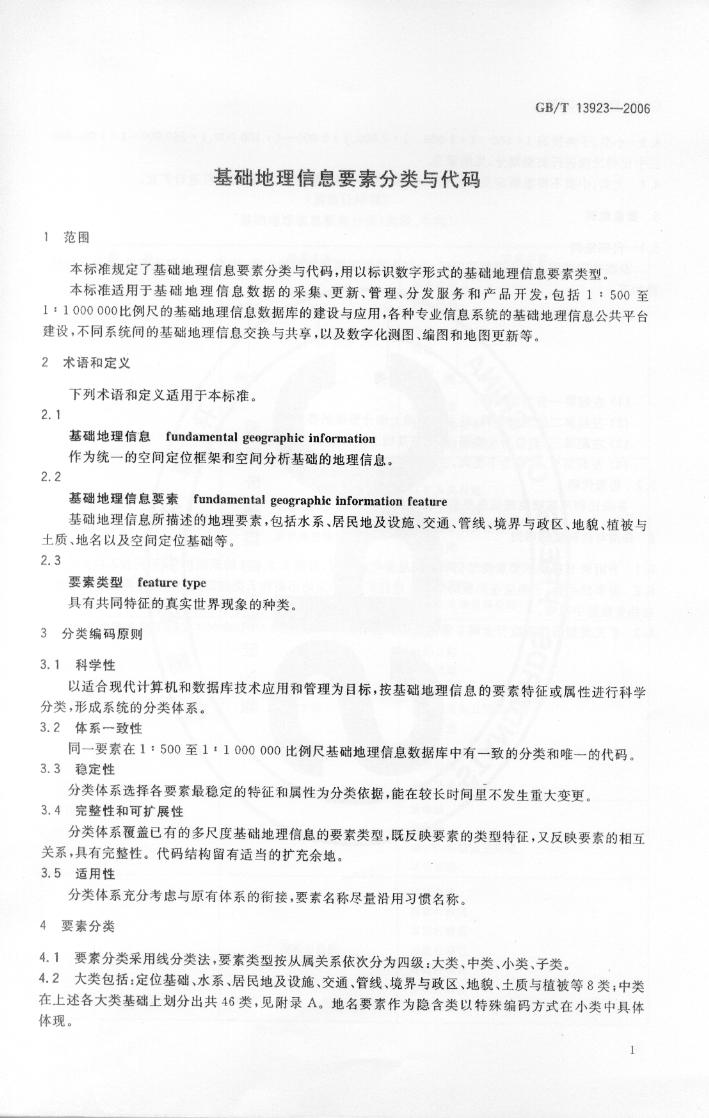 GB/T 13923—2006
基础地理信息要素分类与代码
1 范围
本标准规定了基础地理信息要素分类与代码,用以标识数字形式的基础地理信息要素类型。
本标准适用于基础地理信息数据的采集、更新、管理、分发服务和产品开发,包括 1∶500 至
1∶1 000 000比例尺的基础地理信息数据库的建设与应用,各种专业信息系统的基础地理信息公共平台
建设,不同系统间的基础地理信息交换与共享,以及数字化测图、编图和地图更新等。
2 术语和定义
下列术语和定义适用于本标准。
2.1
基础地理信息 fundamental geographic information
作为统一的空间定位框架和空间分析基础的地理信息。
2.2
基础地理信息要素 fundamental geographic information feature
基础地理信息所描述的地理要素,包括水系、居民地及设施、交通、管线、境界与政区、地貌、植被与
土质、地名以及空间定位基础等。
2.3
要素类型 feature type
具有共同特征的真实世界现象的种类。
3 分类编码原则
3.1 科学性
以适合现代计算机和数据库技术应用和管理为目标,按基础地理信息的要素特征或属性进行科学
分类,形成系统的分类体系。
3.2 体系一致性
同一要素在 1∶500 至 1∶1 000 000 比例尺基础地理信息数据库中有一致的分类和唯一的代码。
3.3 稳定性
分类体系选择各要素最稳定的特征和属性为分类依据,能在较长时间里不发生重大变更。
3.4 完整性和可扩展性
分类体系覆盖已有的多尺度基础地理信息的要素类型,既反映要素的类型特征,又反映要素的相互
关系,具有完整性。代码结构留有适当的扩充余地。
3.5 适用性
分类体系充分考虑与原有体系的衔接,要素名称尽量沿用习惯名称。
4 要素分类
4.1 要素分类采用线分类法,要素类型按从属关系依次分为四级:大类、中类、小类、子类。
4.2 大类包括:定位基础、水系、居民地及设施、交通、管线、境界与政区、地貌、土质与植被等 8 类;中类
在上述各大类基础上划分出共 46 类,见附录 A。地名要素作为隐含类以特殊编码方式在小类中具体
体现。
1